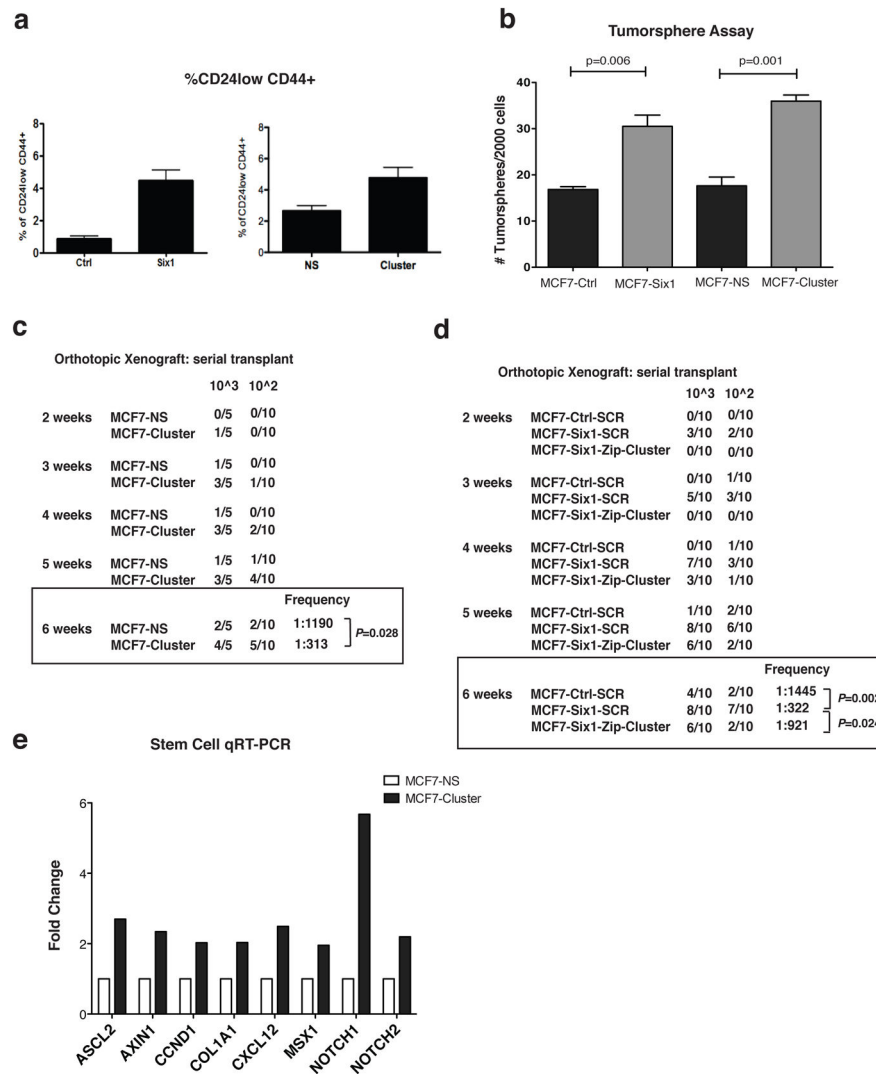 a
%CD24low CD44+
% of CD24low CD44+
8
6
4
2
0
Ctrl Six1
% of CD24low CD44+
8
6
4
2
0
NS Cluster
b
Tumorsphere Assay
p=0.006 p=0.001
# Tumorspheres/2000 cells
40
30
20
10
0
MCF7-Ctrl MCF7-Six1 MCF7-NS MCF7-Cluster
c
Orthotopic Xenograft: serial transplant
10^3 10^2
2 weeks MCF7-NS 0/5 0/10
MCF7-Cluster 1/5 0/10
3 weeks MCF7-NS 1/5 0/10
MCF7-Cluster 3/5 1/10
4 weeks MCF7-NS 1/5 0/10
MCF7-Cluster 3/5 2/10
5 weeks MCF7-NS 1/5 1/10
MCF7-Cluster 3/5 4/10
Frequency
6 weeks MCF7-NS 2/5 2/10 1:1190
P=0.028
MCF7-Cluster 4/5 5/10 1:313
d
Orthotopic Xenograft: serial transplant
10^3 10^2
2 weeks MCF7-Ctrl-SCR 0/10 0/10
MCF7-Six1-SCR 3/10 2/10
MCF7-Six1-Zip-Cluster 0/10 0/10
3 weeks MCF7-Ctrl-SCR 0/10 1/10
MCF7-Six1-SCR 5/10 3/10
MCF7-Six1-Zip-Cluster 0/10 0/10
4 weeks MCF7-Ctrl-SCR 0/10 1/10
MCF7-Six1-SCR 7/10 3/10
MCF7-Six1-Zip-Cluster 3/10 1/10
5 weeks MCF7-Ctrl-SCR 1/10 2/10
MCF7-Six1-SCR 8/10 6/10
MCF7-Six1-Zip-Cluster 6/10 2/10
Frequency
6 weeks MCF7-Ctrl-SCR 4/10 2/10 1:1445
P=0.002
MCF7-Six1-SCR 8/10 7/10 1:322
P=0.024
MCF7-Six1-Zip-Cluster 6/10 2/10 1:921
e
Stem Cell qRT-PCR
MCF7-NS
MCF7-Cluster
Fold Change
6
4
2
0
ASCL2 AXIN1 CCND1 COL1A1 CXCL12 MSX1 NOTCH1 NOTCH2